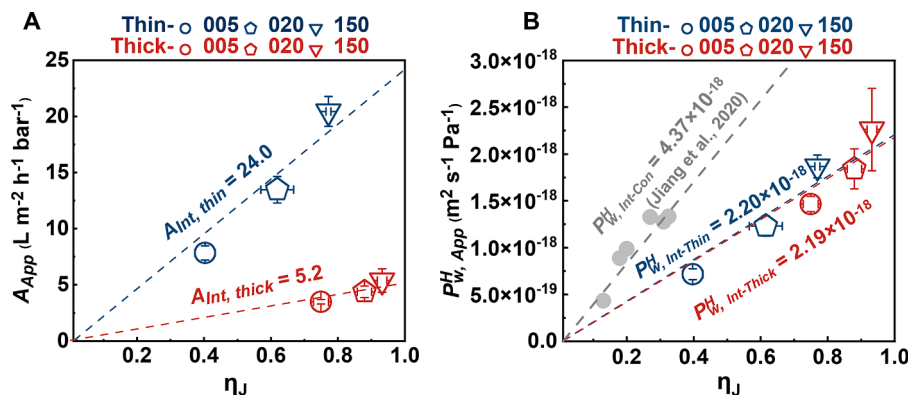 A
Thin- 005 020 150
Thick- 005 020 150
A_App (L m⁻² h⁻¹ bar⁻¹)
25
20
15
10
5
0
A_Int, thin = 24.0
A_Int, thick = 5.2
0.2 0.4 0.6 0.8 1.0
η_J
B
Thin- 005 020 150
Thick- 005 020 150
P^H_W, App (m² s⁻¹ Pa⁻¹)
3.0×10⁻¹⁸
2.5×10⁻¹⁸
2.0×10⁻¹⁸
1.5×10⁻¹⁸
1.0×10⁻¹⁸
5.0×10⁻¹⁹
0.0
P^H_W, Int-Con = 4.37×10⁻¹⁸
(Jiang et al., 2020)
P^H_W, Int-Thin = 2.20×10⁻¹⁸
P^H_W, Int-Thick = 2.19×10⁻¹⁸
0.2 0.4 0.6 0.8 1.0
η_J